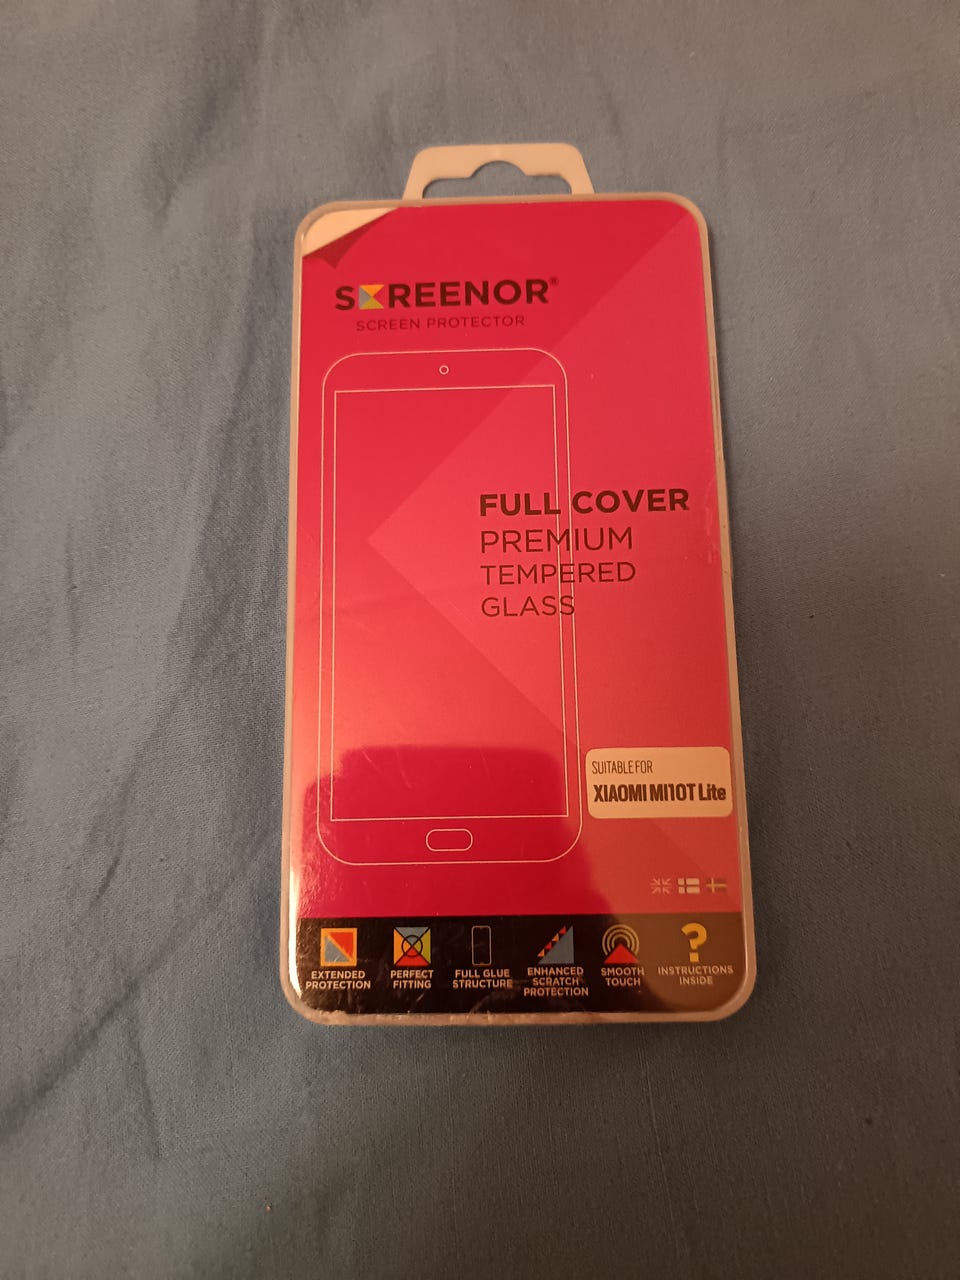 SCREENOR®
SCREEN PROTECTOR
FULL COVER
PREMIUM
TEMPERED
GLASS
SUITABLE FOR
XIAOMI MI10T Lite
EXTENDED
PROTECTION
PERFECT
FITTING
FULL GLUE
STRUCTURE
ENHANCED
SCRATCH
PROTECTION
SMOOTH
TOUCH
?
INSTRUCTIONS
INSIDE